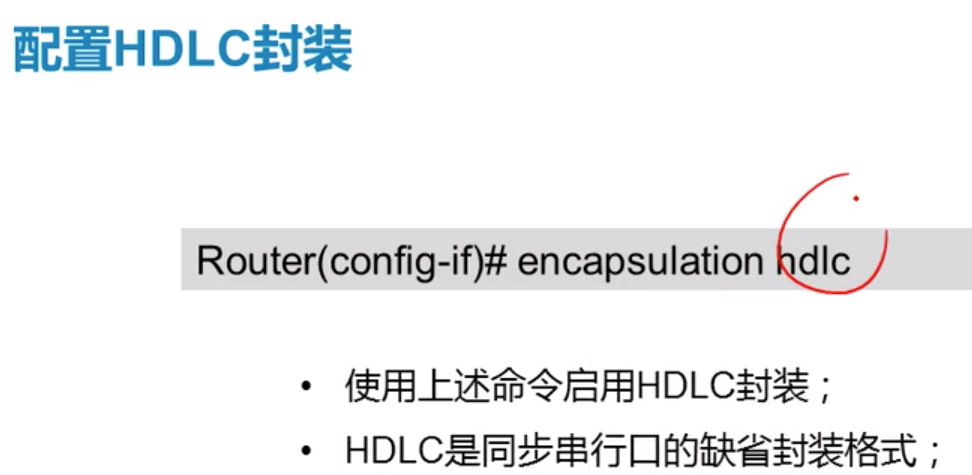 配置HDLC封装
Router(config-if)# encapsulation hdlc
• 使用上述命令启用HDLC封装；
• HDLC是同步串行口的缺省封装格式；